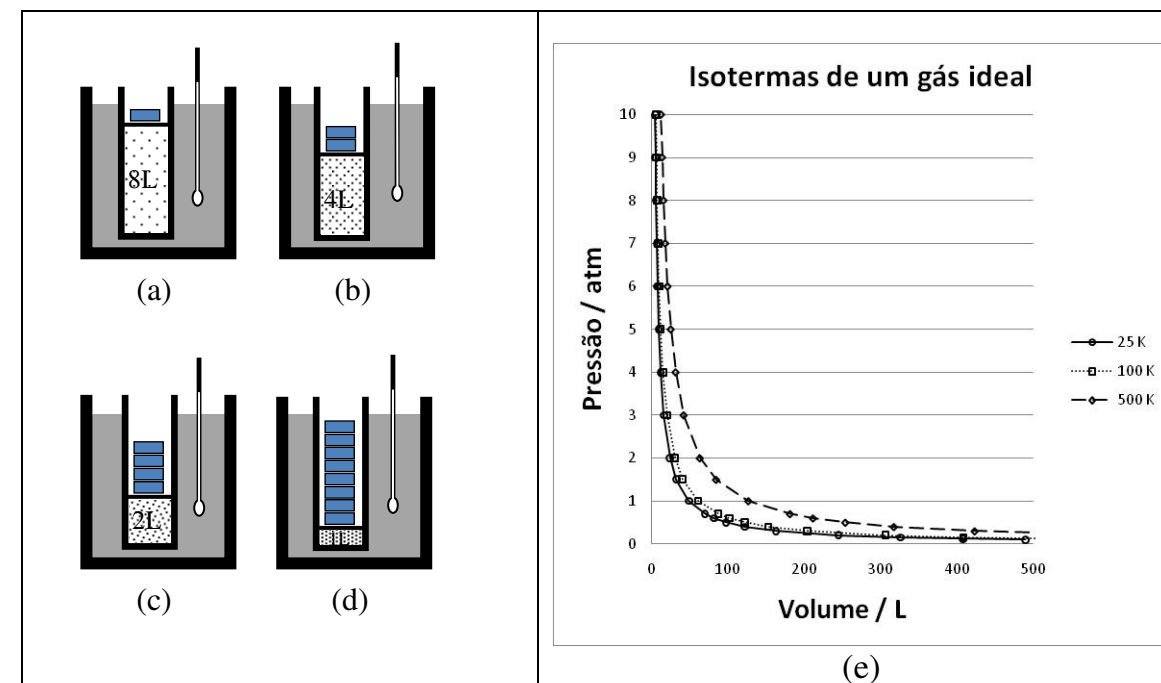 8L
(a)
4L
(b)
2L
(c)
(d)
Isotermas de um gás ideal
Pressão / atm
10
9
8
7
6
5
4
3
2
1
0
0 100 200 300 400 500
Volume / L
25 K
100 K
500 K
(e)